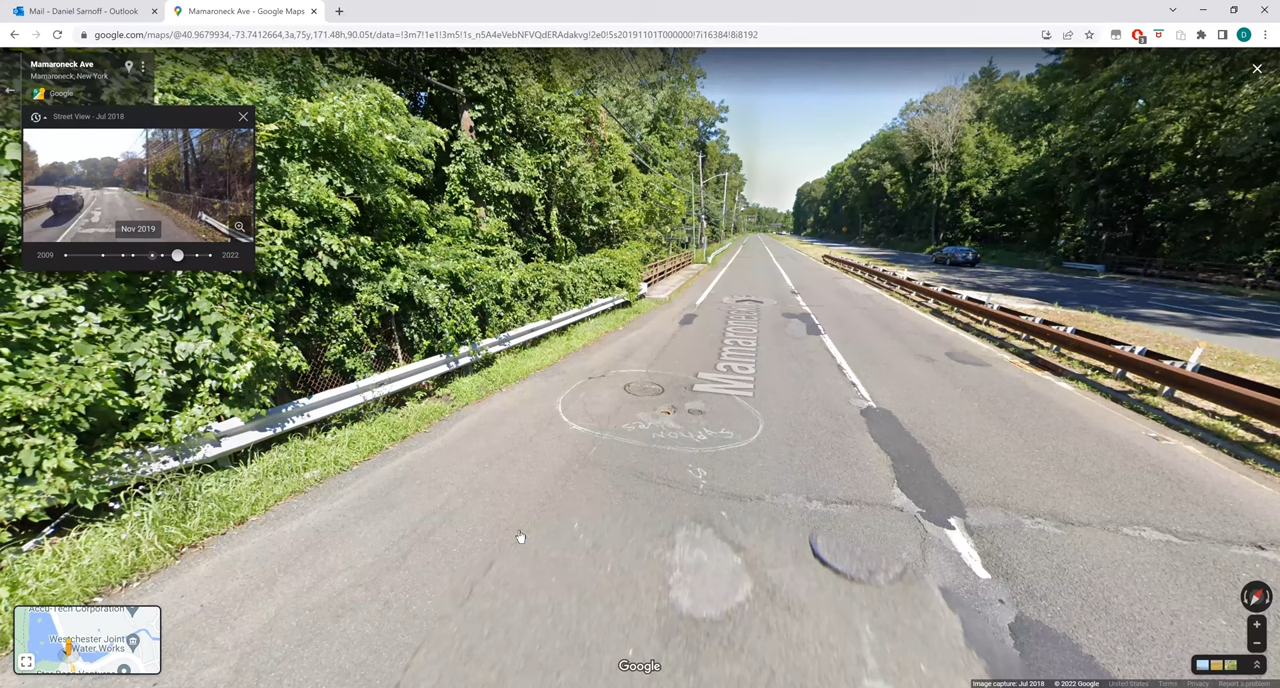 Mail - Daniel Sarnoff - Outlook
Mamaroneck Ave - Google Maps
google.com/maps/@40.9679934,-73.7412664,3a,75y,171.48h,90.05t/data=!3m7!1e1!3m5!1s_n5A4eVebNFVQdERAdakvg!2e0!5s20191101T000000!7i16384!8i8192
3
D
Mamaroneck Ave
Mamaroneck, New York
Google
Street View - Jul 2018
Nov 2019
2009
2022
Accu-Tech Corporation
Westchester Joint
Water Works
Google
Image capture: Jul 2018 © 2022 Google United States Terms Privacy Report a problem